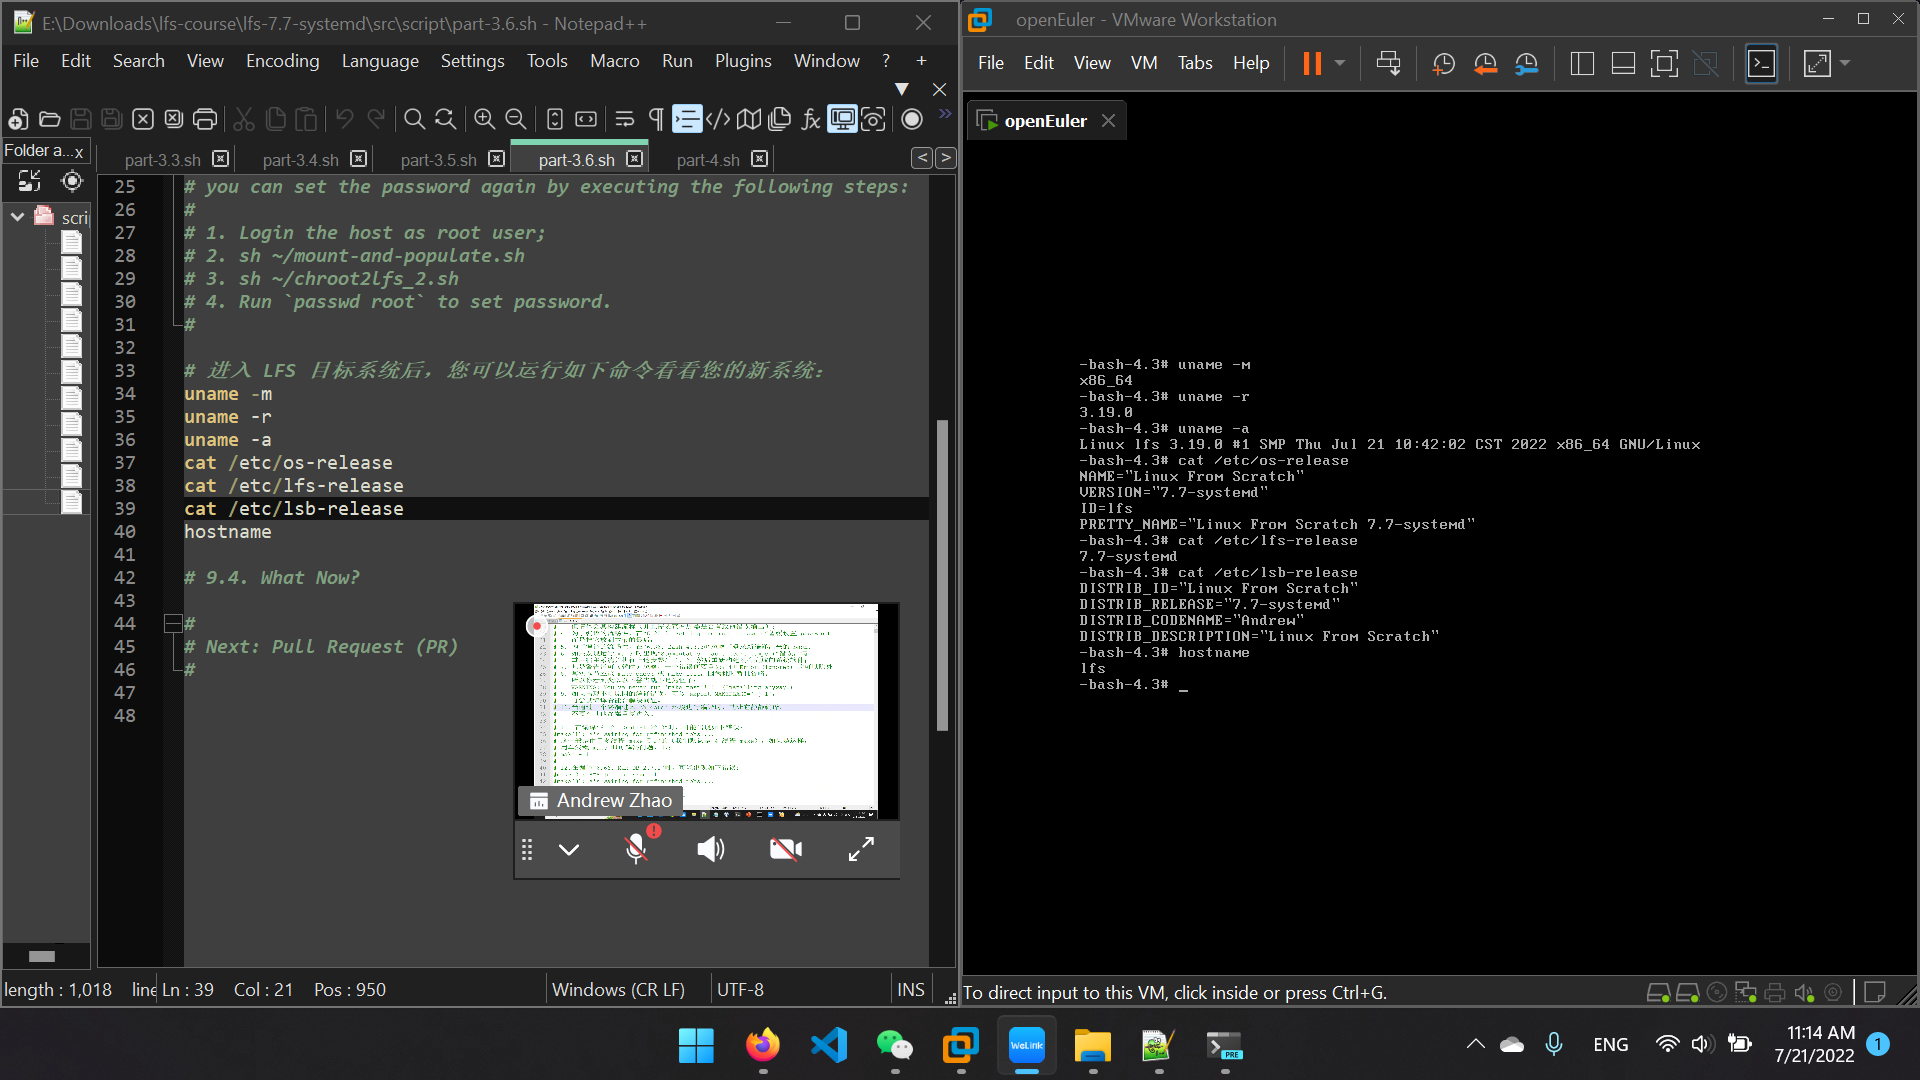 E:\Downloads\lfs-course\lfs-7.7-systemd\src\script\part-3.6.sh - Notepad++
File Edit Search View Encoding Language Settings Tools Macro Run Plugins Window ? +
Folder a... x
part-3.3.sh part-3.4.sh part-3.5.sh part-3.6.sh part-4.sh
scri
25 # you can set the password again by executing the following steps:
26 #
27 # 1. Login the host as root user;
28 # 2. sh ~/mount-and-populate.sh
29 # 3. sh ~/chroot2lfs_2.sh
30 # 4. Run `passwd root` to set password.
31 #
32
33 # 进入 LFS 目标系统后，您可以运行如下命令看看您的新系统：
34 uname -m
35 uname -r
36 uname -a
37 cat /etc/os-release
38 cat /etc/lfs-release
39 cat /etc/lsb-release
40 hostname
41
42 # 9.4. What Now?
43
44 #
45 # Next: Pull Request (PR)
46 #
47
48
Andrew Zhao
length : 1,018 line Ln : 39 Col : 21 Pos : 950 Windows (CR LF) UTF-8 INS
openEuler - VMware Workstation
File Edit View VM Tabs Help
openEuler
-bash-4.3# uname -m
x86_64
-bash-4.3# uname -r
3.19.0
-bash-4.3# uname -a
Linux lfs 3.19.0 #1 SMP Thu Jul 21 10:42:02 CST 2022 x86_64 GNU/Linux
-bash-4.3# cat /etc/os-release
NAME="Linux From Scratch"
VERSION="7.7-systemd"
ID=lfs
PRETTY_NAME="Linux From Scratch 7.7-systemd"
-bash-4.3# cat /etc/lfs-release
7.7-systemd
-bash-4.3# cat /etc/lsb-release
DISTRIB_ID="Linux From Scratch"
DISTRIB_RELEASE="7.7-systemd"
DISTRIB_CODENAME="Andrew"
DISTRIB_DESCRIPTION="Linux From Scratch"
-bash-4.3# hostname
lfs
-bash-4.3# _
To direct input to this VM, click inside or press Ctrl+G.
WeLink
PRE
ENG
11:14 AM
7/21/2022
1